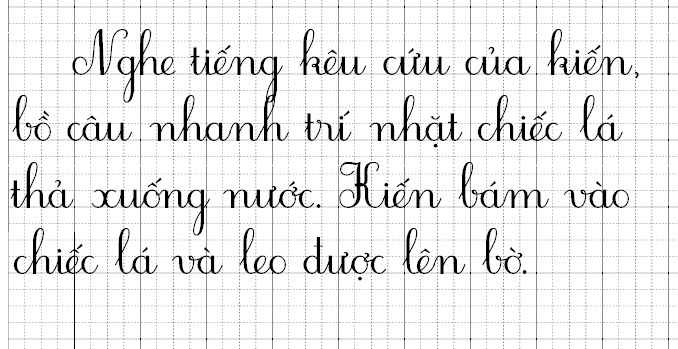 Nghe tiếng kêu cứu của kiến,
bồ câu nhanh trí nhặt chiếc lá
thả xuống nước. Kiến bám vào
chiếc lá và leo được lên bờ.